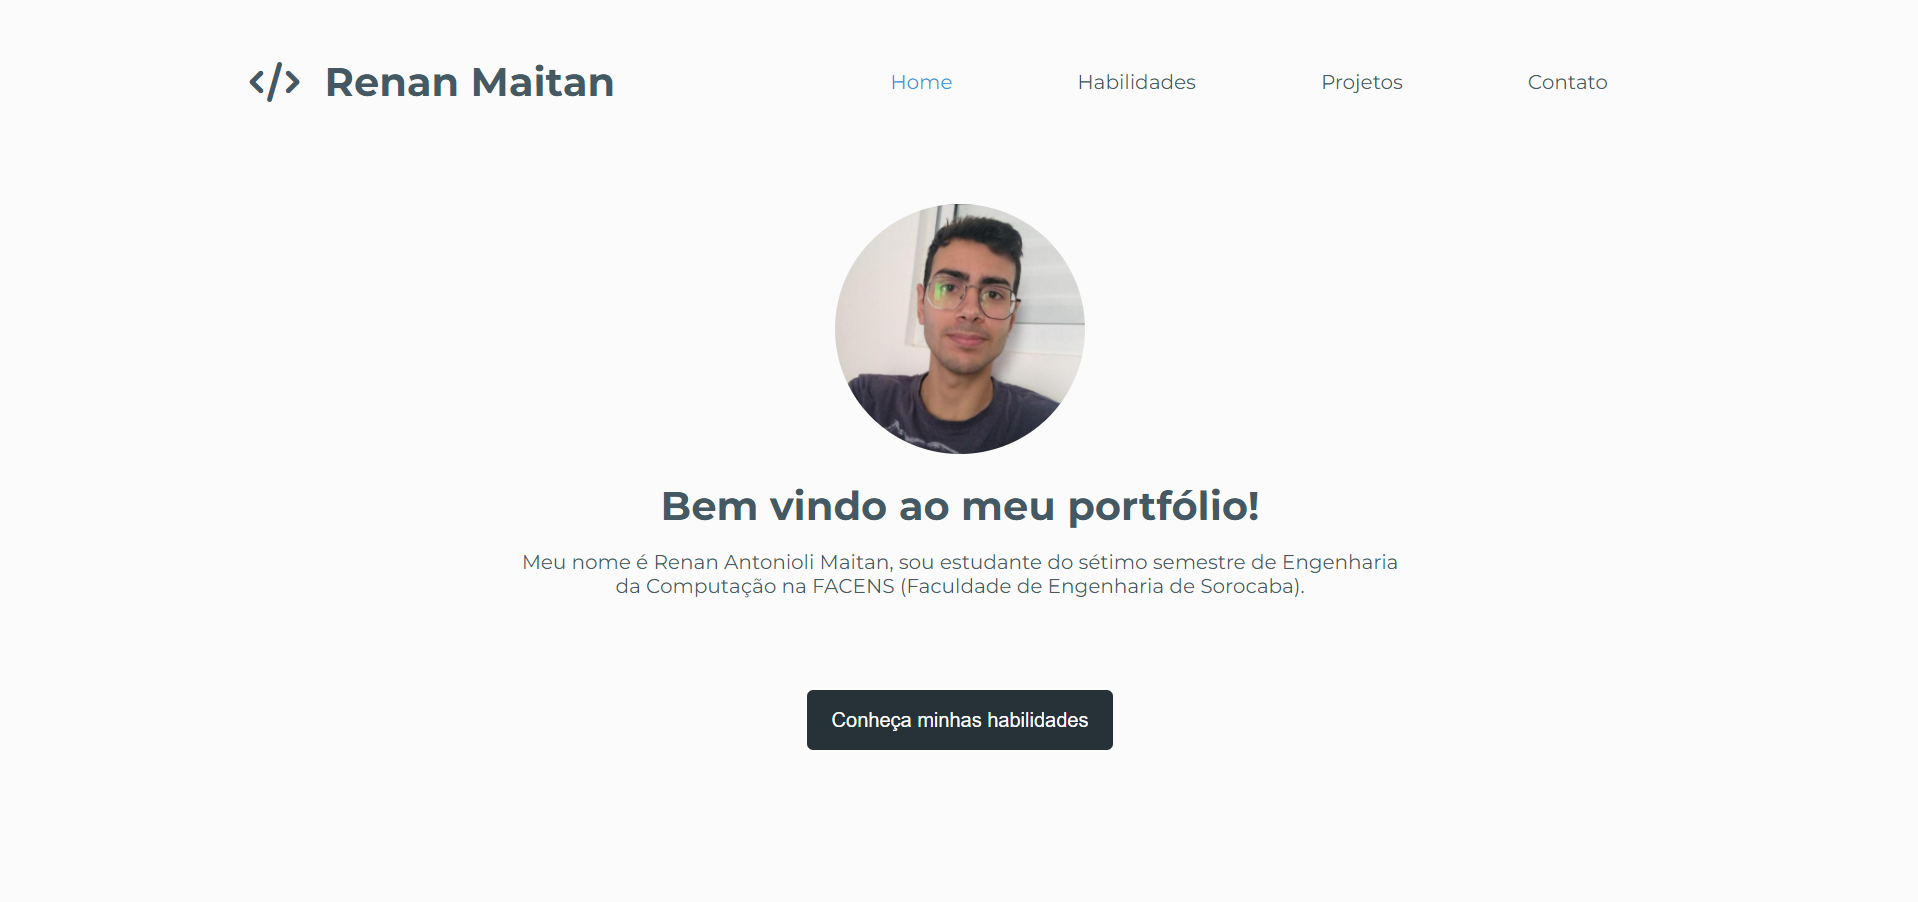 </> Renan Maitan
Home
Habilidades
Projetos
Contato
Bem vindo ao meu portfólio!
Meu nome é Renan Antonioli Maitan, sou estudante do sétimo semestre de Engenharia
da Computação na FACENS (Faculdade de Engenharia de Sorocaba).
Conheça minhas habilidades